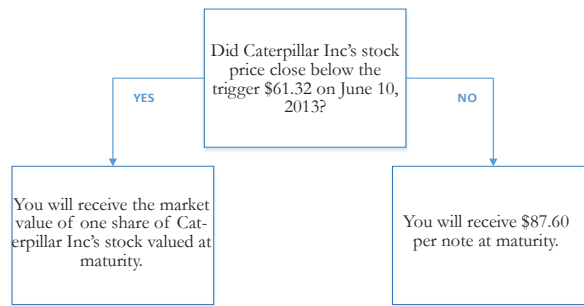 Did Caterpillar Inc's stock
price close below the
trigger $61.32 on June 10,
2013?
YES
NO
You will receive the market
value of one share of Cat-
erpillar Inc's stock valued at
maturity.
You will receive $87.60
per note at maturity.